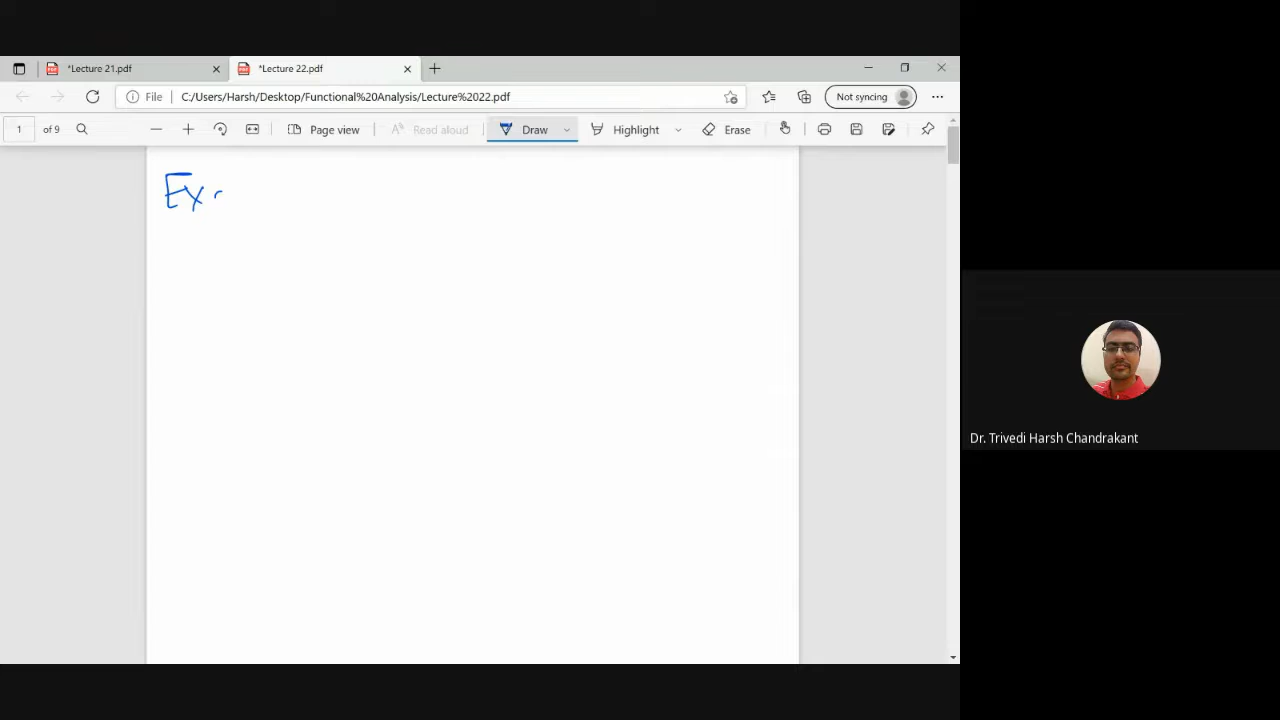 *Lecture 21.pdf
*Lecture 22.pdf
File | C:/Users/Harsh/Desktop/Functional%20Analysis/Lecture%2022.pdf
Not syncing
1 of 9
Page view
Read aloud
Draw
Highlight
Erase
Ex
Dr. Trivedi Harsh Chandrakant